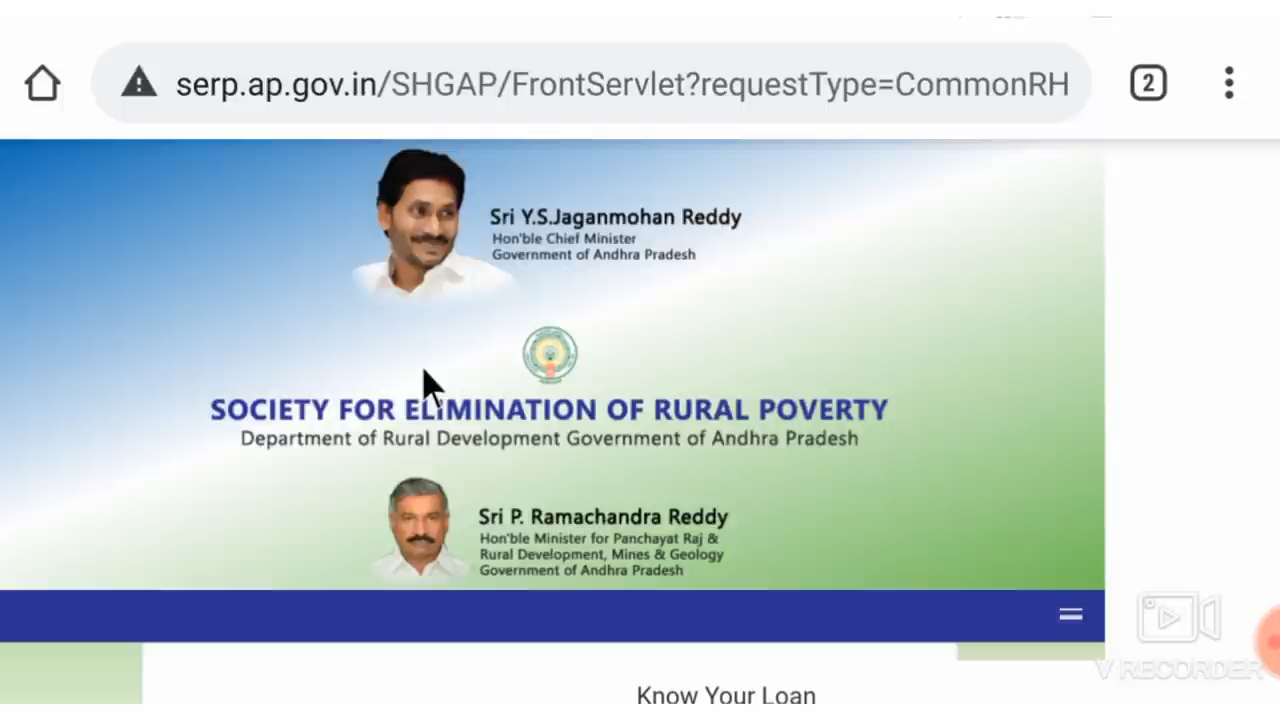 serp.ap.gov.in/SHGAP/FrontServlet?requestType=CommonRH
2
Sri Y.S.Jaganmohan Reddy
Hon'ble Chief Minister
Government of Andhra Pradesh
SOCIETY FOR ELIMINATION OF RURAL POVERTY
Department of Rural Development Government of Andhra Pradesh
Sri P. Ramachandra Reddy
Hon'ble Minister for Panchayat Raj &
Rural Development, Mines & Geology
Government of Andhra Pradesh
V RECORDER
Know Your Loan